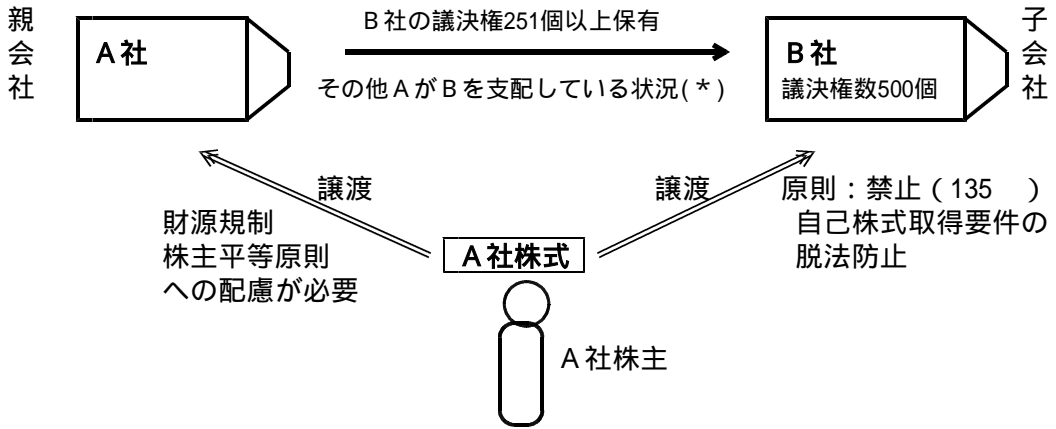 親会社
A社
B社の議決権251個以上保有
その他AがBを支配している状況(*)
B社
議決権数500個
子会社
譲渡
財源規制
株主平等原則
への配慮が必要
譲渡
原則：禁止（135　）
自己株式取得要件の
脱法防止
A社株式
A社株主